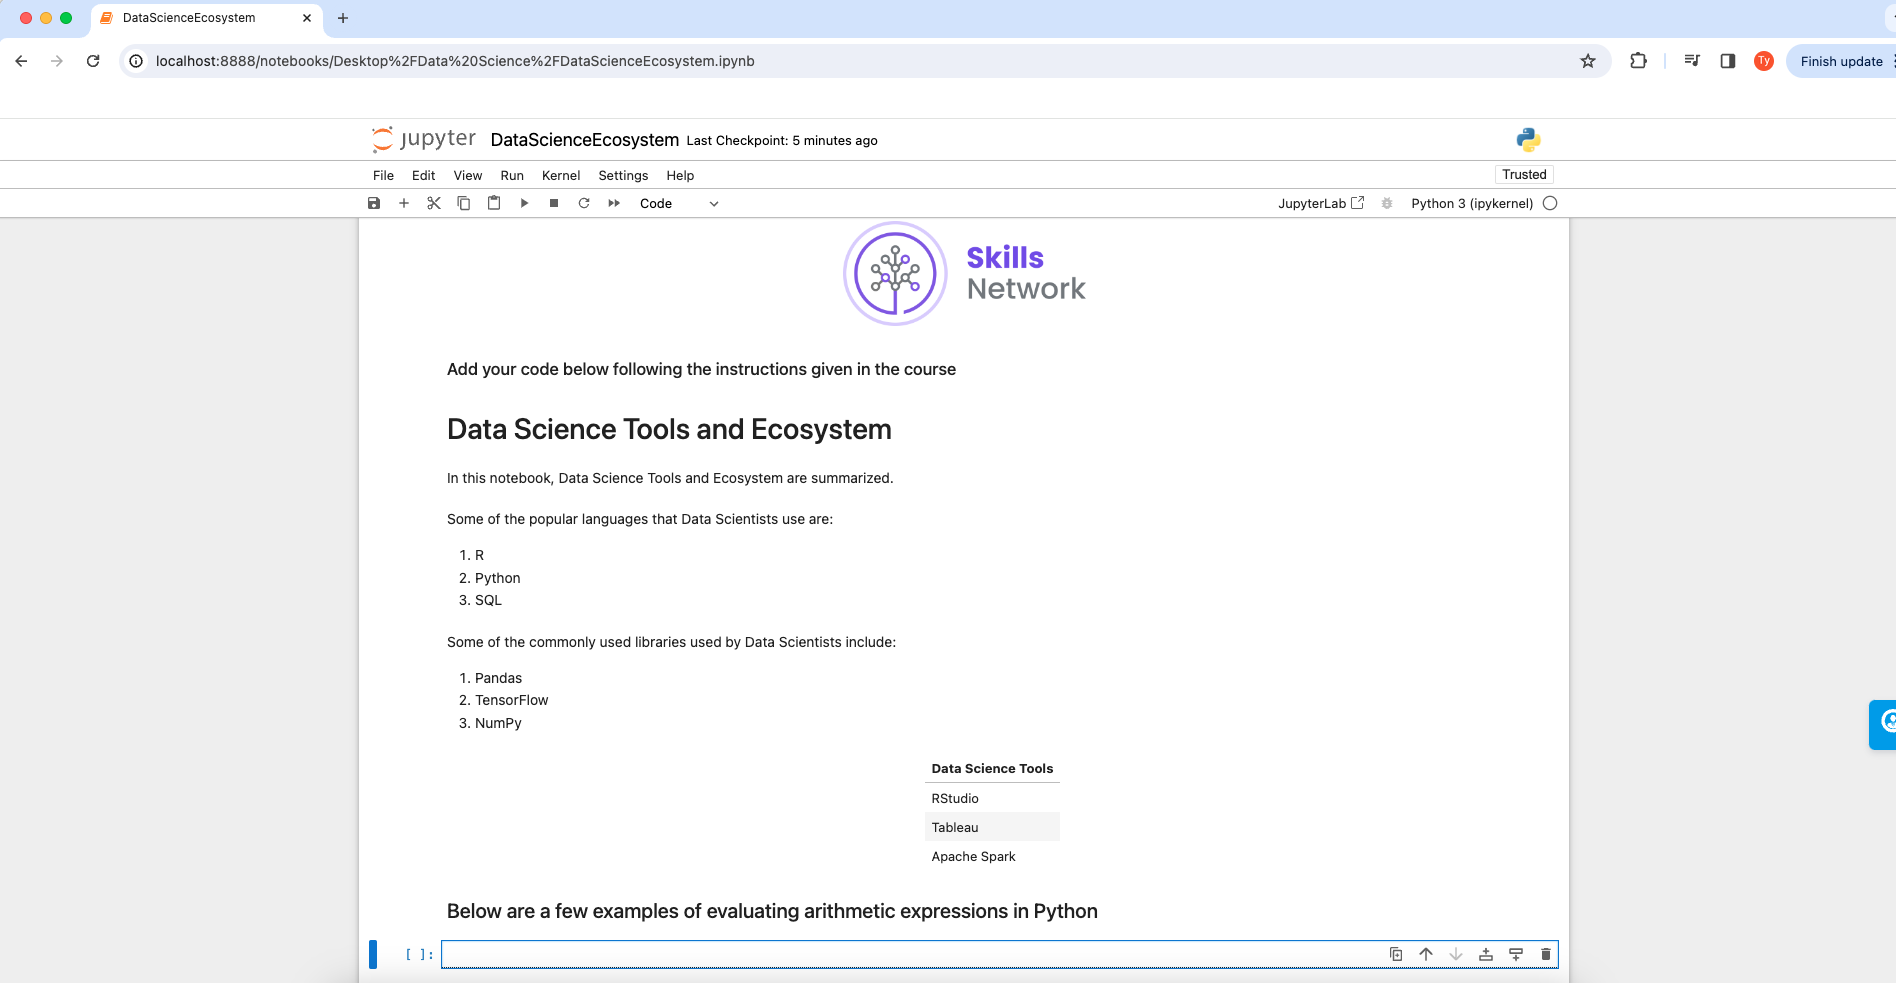 DataScienceEcosystem
localhost:8888/notebooks/Desktop%2FData%20Science%2FDataScienceEcosystem.ipynb
Ty
Finish update
jupyter DataScienceEcosystem Last Checkpoint: 5 minutes ago
File Edit View Run Kernel Settings Help
Trusted
Code
JupyterLab
Python 3 (ipykernel)
Skills
Network
Add your code below following the instructions given in the course
Data Science Tools and Ecosystem
In this notebook, Data Science Tools and Ecosystem are summarized.
Some of the popular languages that Data Scientists use are:
1. R
2. Python
3. SQL
Some of the commonly used libraries used by Data Scientists include:
1. Pandas
2. TensorFlow
3. NumPy
Data Science Tools
RStudio
Tableau
Apache Spark
Below are a few examples of evaluating arithmetic expressions in Python
[ ]: